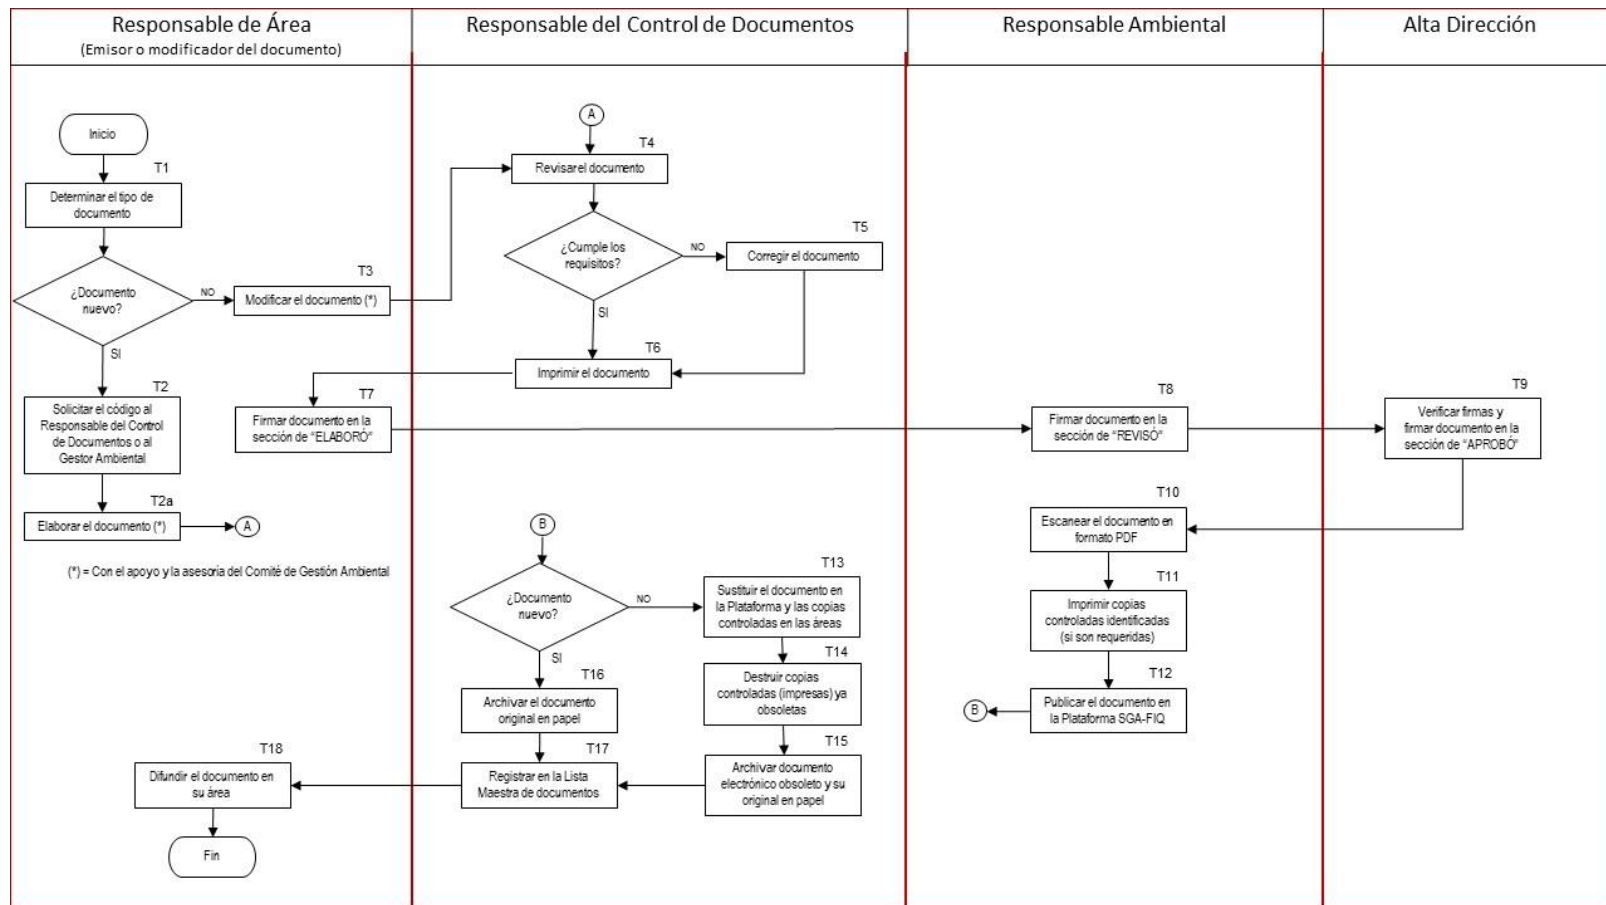 Responsable de Área
(Emisor o modificador del documento)
Responsable del Control de Documentos
Responsable Ambiental
Alta Dirección
Inicio
T1
Determinar el tipo de
documento
¿Documento
nuevo?
NO
SI
T3
Modificar el documento (*)
T2
Solicitar el código al
Responsable del Control
de Documentos o al
Gestor Ambiental
T2a
Elaborar el documento (*)
A
(*) = Con el apoyo y la asesoría del Comité de Gestión Ambiental
A
T4
Revisar el documento
¿Cumple los
requisitos?
NO
SI
T5
Corregir el documento
T6
Imprimir el documento
T7
Firmar documento en la
sección de "ELABORÓ"
T8
Firmar documento en la
sección de "REVISÓ"
T9
Verificar firmas y
firmar documento en la
sección de "APROBÓ"
T10
Escanear el documento en
formato PDF
T11
Imprimir copias
controladas identificadas
(si son requeridas)
T12
Publicar el documento en
la Plataforma SGA-FIQ
B
B
¿Documento
nuevo?
NO
SI
T13
Sustituir el documento en
la Plataforma y las copias
controladas en las áreas
T14
Destruir copias
controladas (impresas) ya
obsoletas
T15
Archivar documento
electrónico obsoleto y su
original en papel
T16
Archivar el documento
original en papel
T17
Registrar en la Lista
Maestra de documentos
T18
Difundir el documento en
su área
Fin